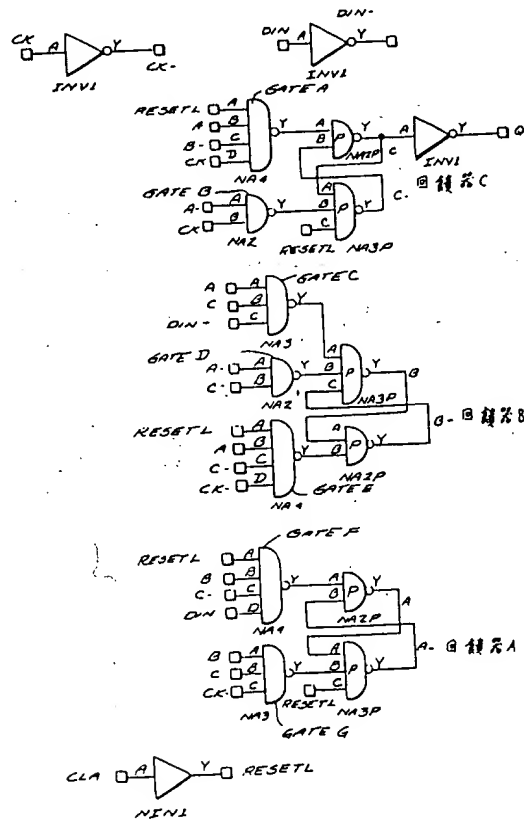 CK A Y CK-
INV1
DIN A Y DIN-
INV1
GATE A
RESETL A
A B
B- C
CK D
Y
NA4
A
B
P
Y
NA2P
C
A Y Q
INV1
GATE B
A- A
CK B
Y
NA2
A
B
C
P
Y
C-
RESETL
NA3P
GATE C
A A
C B
DIN- C
Y
NA3
GATE D
A- A
C- B
Y
NA2
A
B
C
P
Y
B
NA3P
RESETL A
A B
C- C
CK- D
Y
NA4
GATE E
A
B
P
Y
NA2P
B-
GATE F
RESETL A
B B
C- C
DIN D
Y
NA4
A
B
P
Y
A
NA2P
B A
C B
CK- C
Y
NA3
GATE G
A
B
C
P
Y
A-
RESETL
NA3P
CLA A Y RESETL
NIN1